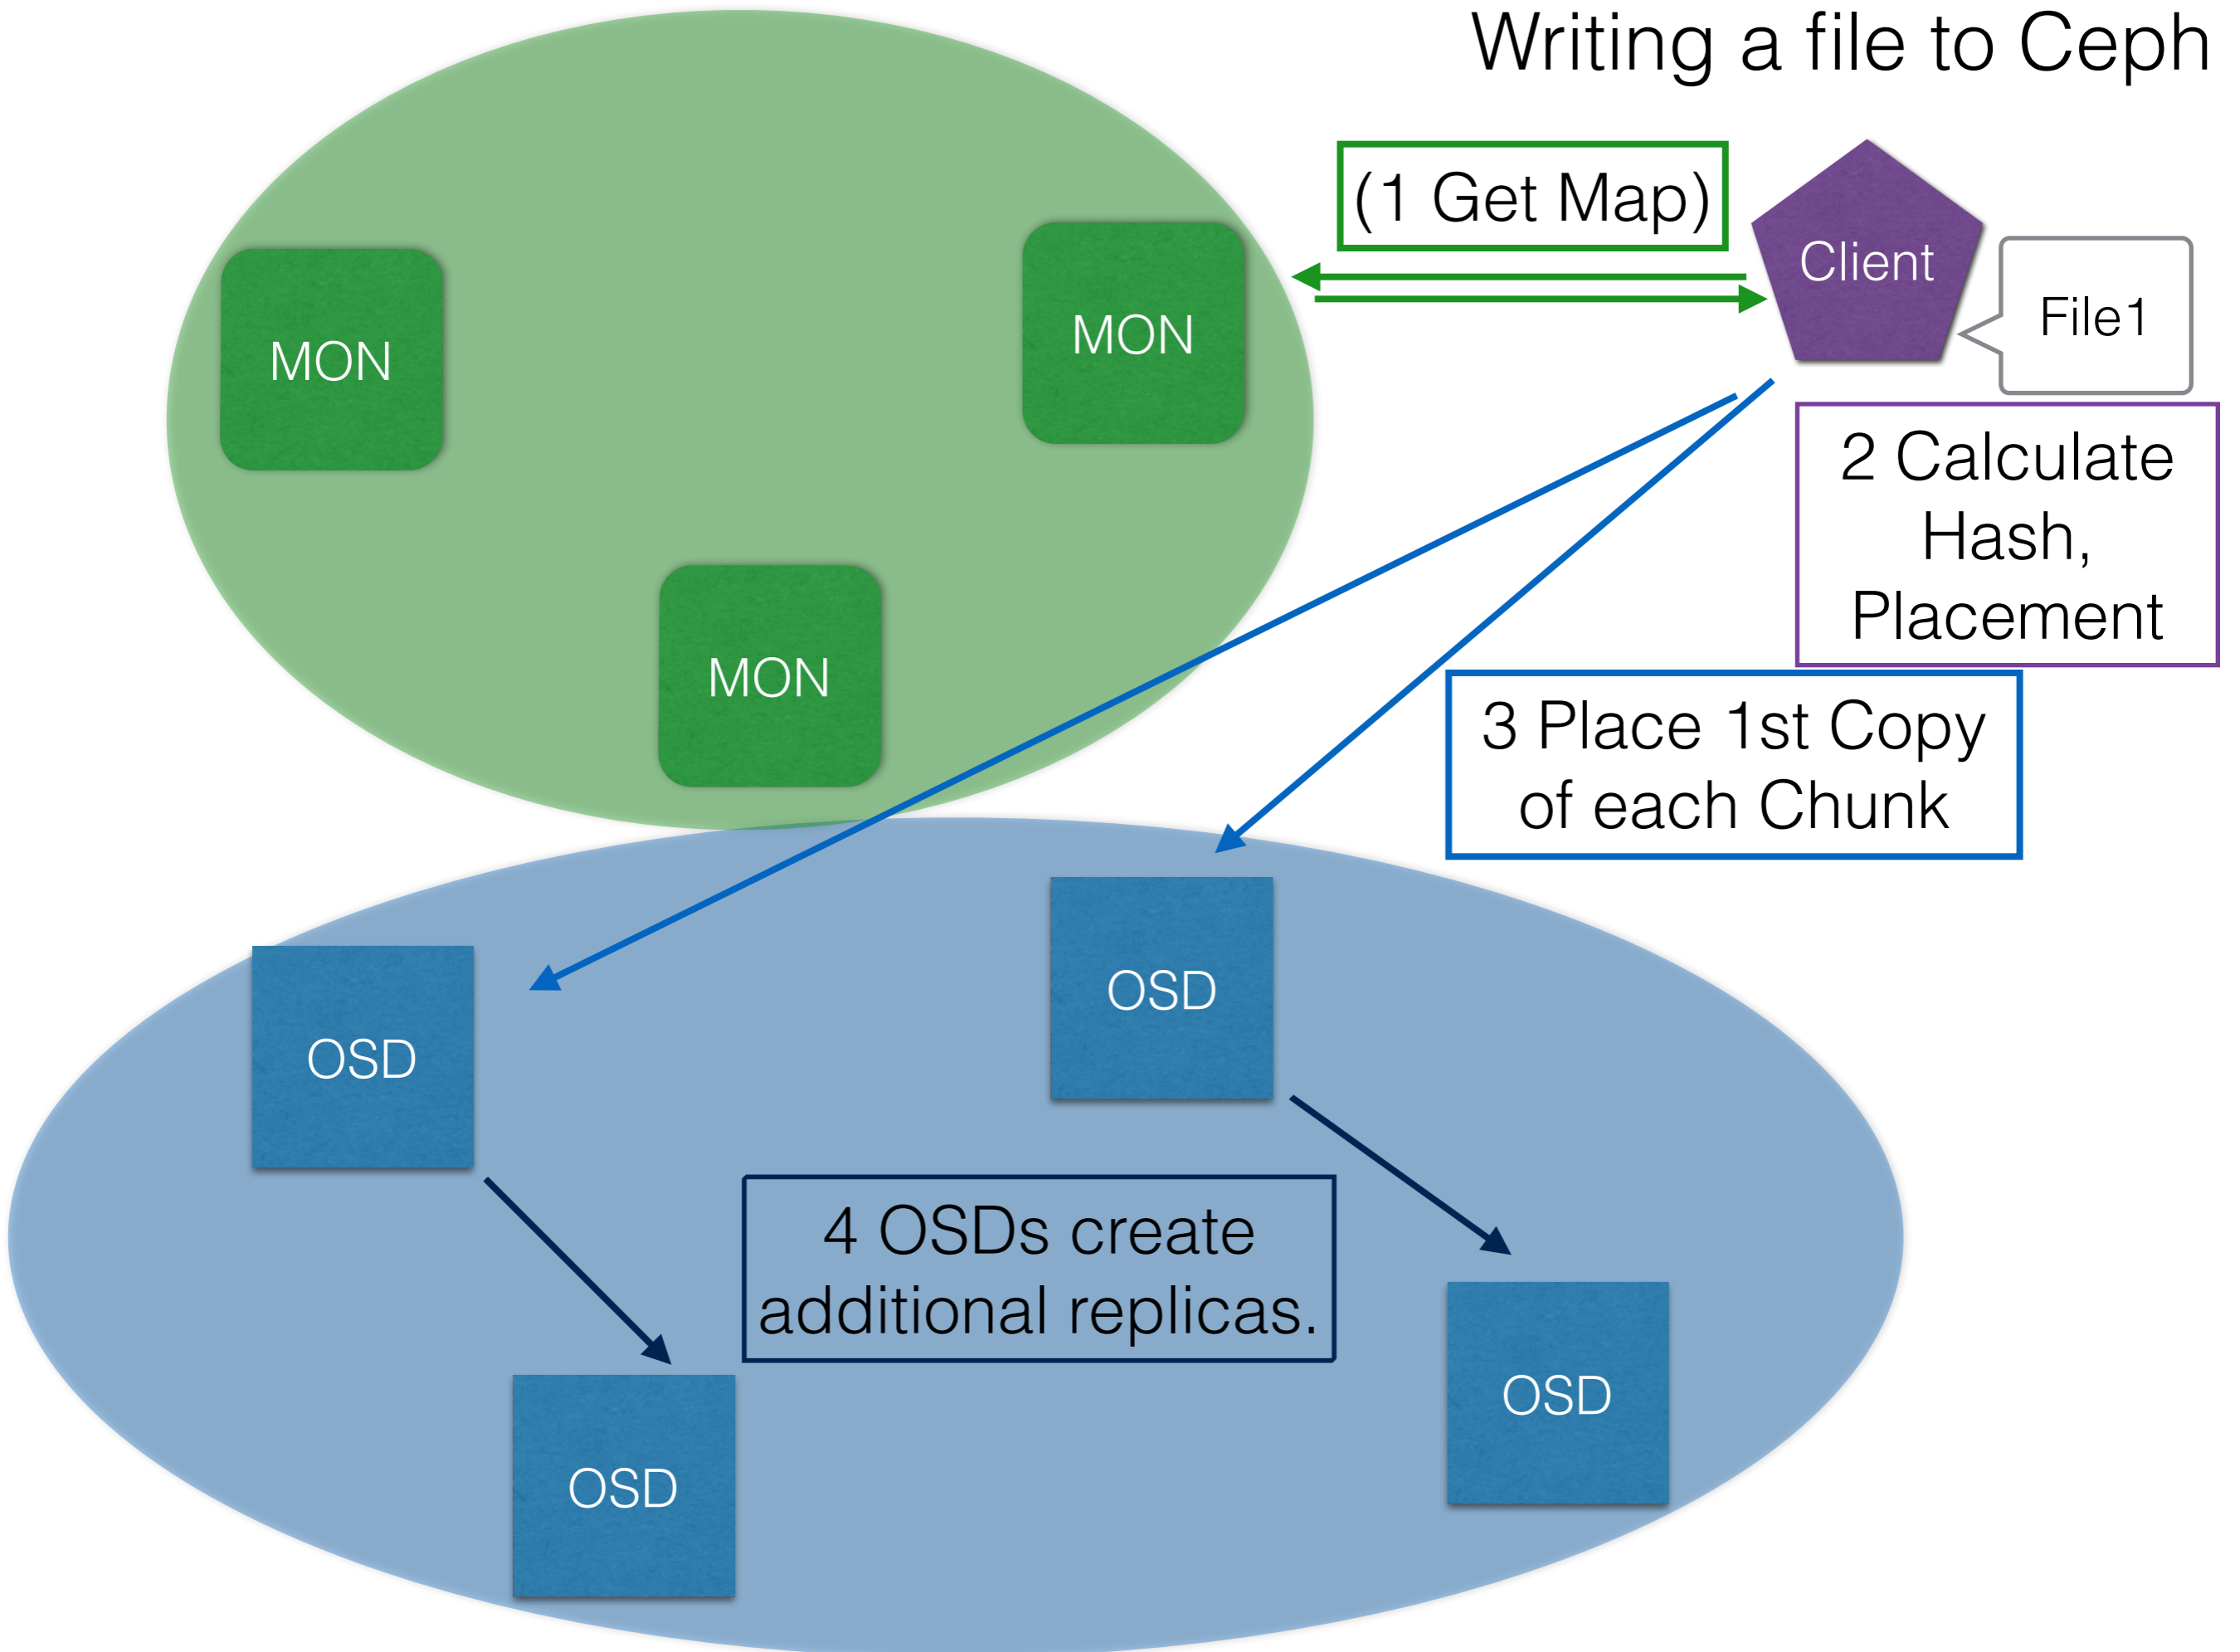 Writing a file to Ceph
(1 Get Map)
Client
File1
MON
MON
MON
2 Calculate
Hash,
Placement
3 Place 1st Copy
of each Chunk
OSD
OSD
4 OSDs create
additional replicas.
OSD
OSD